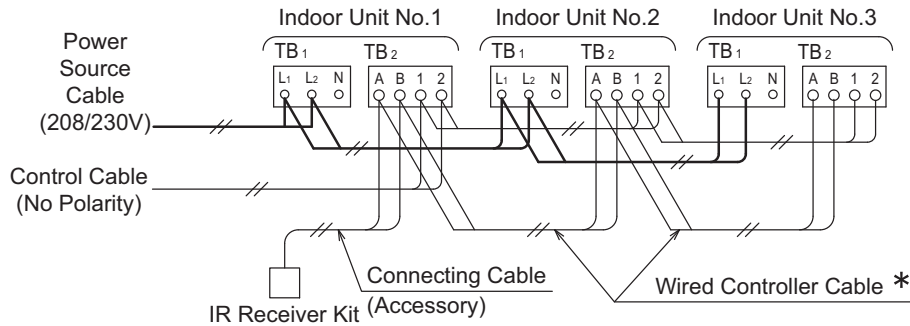 Indoor Unit No.1
Indoor Unit No.2
Indoor Unit No.3
Power
Source
Cable
(208/230V)
TB1 TB2
TB1 TB2
TB1 TB2
L1 L2 N A B 1 2
L1 L2 N A B 1 2
L1 L2 N A B 1 2
Control Cable
(No Polarity)
IR Receiver Kit
Connecting Cable
(Accessory)
Wired Controller Cable *